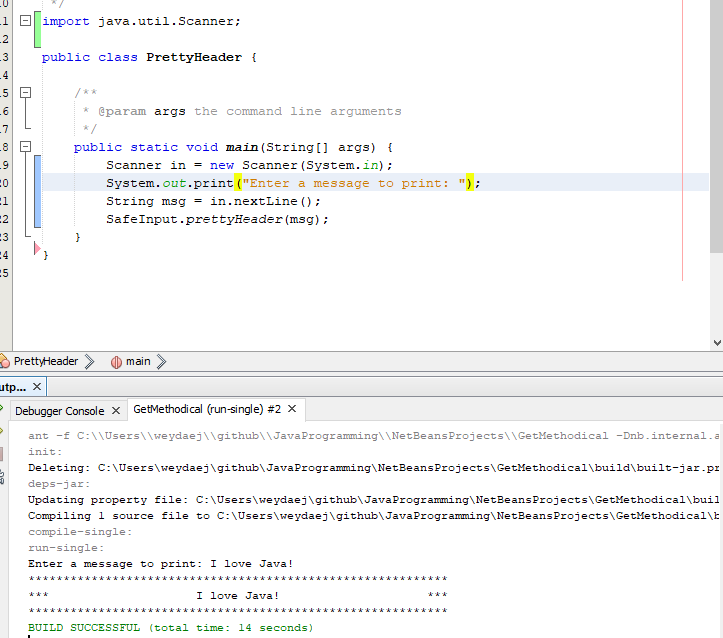 */
import java.util.Scanner;
public class PrettyHeader {
/**
* @param args the command line arguments
*/
public static void main(String[] args) {
Scanner in = new Scanner(System.in);
System.out.print("Enter a message to print: ");
String msg = in.nextLine();
SafeInput.prettyHeader(msg);
}
}
PrettyHeader main
utp...
Debugger Console GetMethodical (run-single) #2
ant -f C:\\Users\\weydaej\\github\\JavaProgramming\\NetBeansProjects\\GetMethodical -Dnb.internal.a
init:
Deleting: C:\Users\weydaej\github\JavaProgramming\NetBeansProjects\GetMethodical\build\built-jar.pr
deps-jar:
Updating property file: C:\Users\weydaej\github\JavaProgramming\NetBeansProjects\GetMethodical\buil
Compiling 1 source file to C:\Users\weydaej\github\JavaProgramming\NetBeansProjects\GetMethodical\b
compile-single:
run-single:
Enter a message to print: I love Java!
************************************************************
*** I love Java! ***
************************************************************
BUILD SUCCESSFUL (total time: 14 seconds)